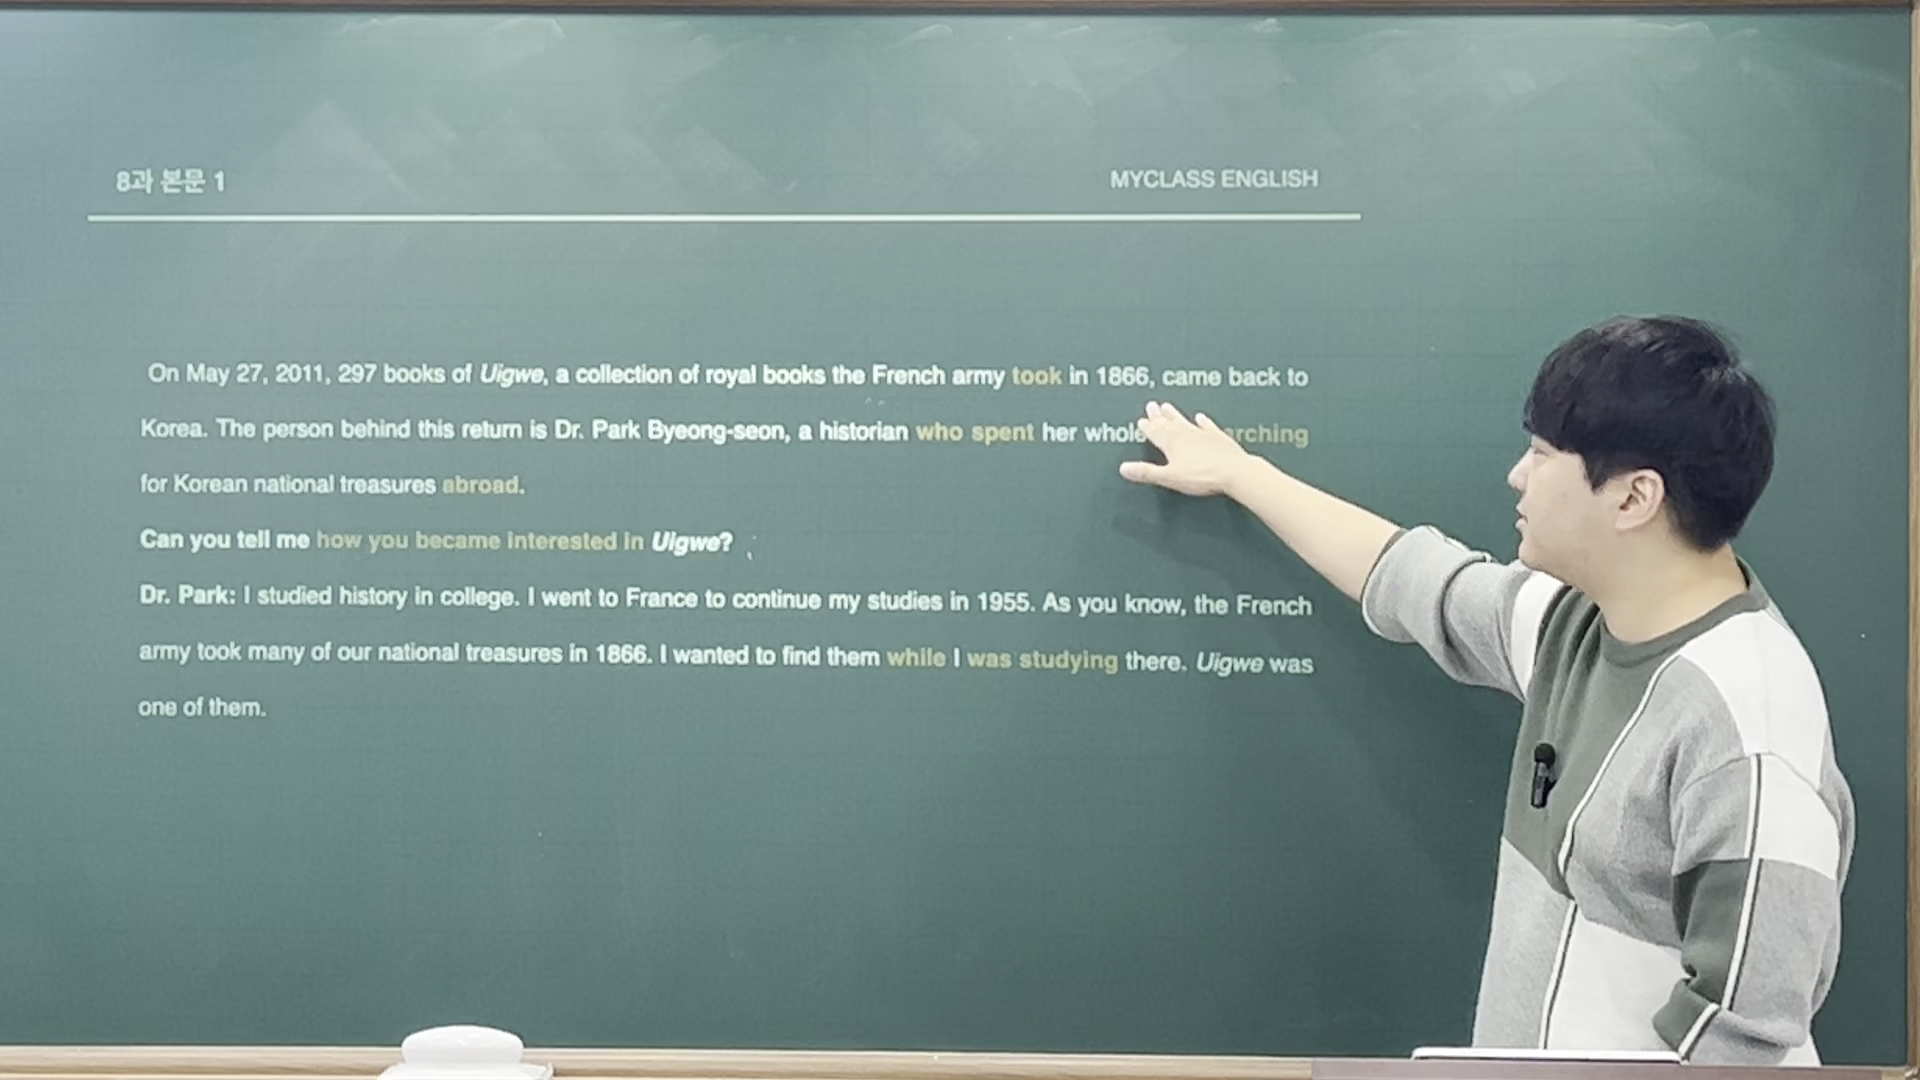 8과 본문 1
MYCLASS ENGLISH
On May 27, 2011, 297 books of Uigwe, a collection of royal books the French army took in 1866, came back to
Korea. The person behind this return is Dr. Park Byeong-seon, a historian who spent her whole
for Korean national treasures abroad.
Can you tell me how you became interested in Uigwe?
Dr. Park: I studied history in college. I went to France to continue my studies in 1955. As you know, the French
army took many of our national treasures in 1866. I wanted to find them while I was studying there. Uigwe was
one of them.